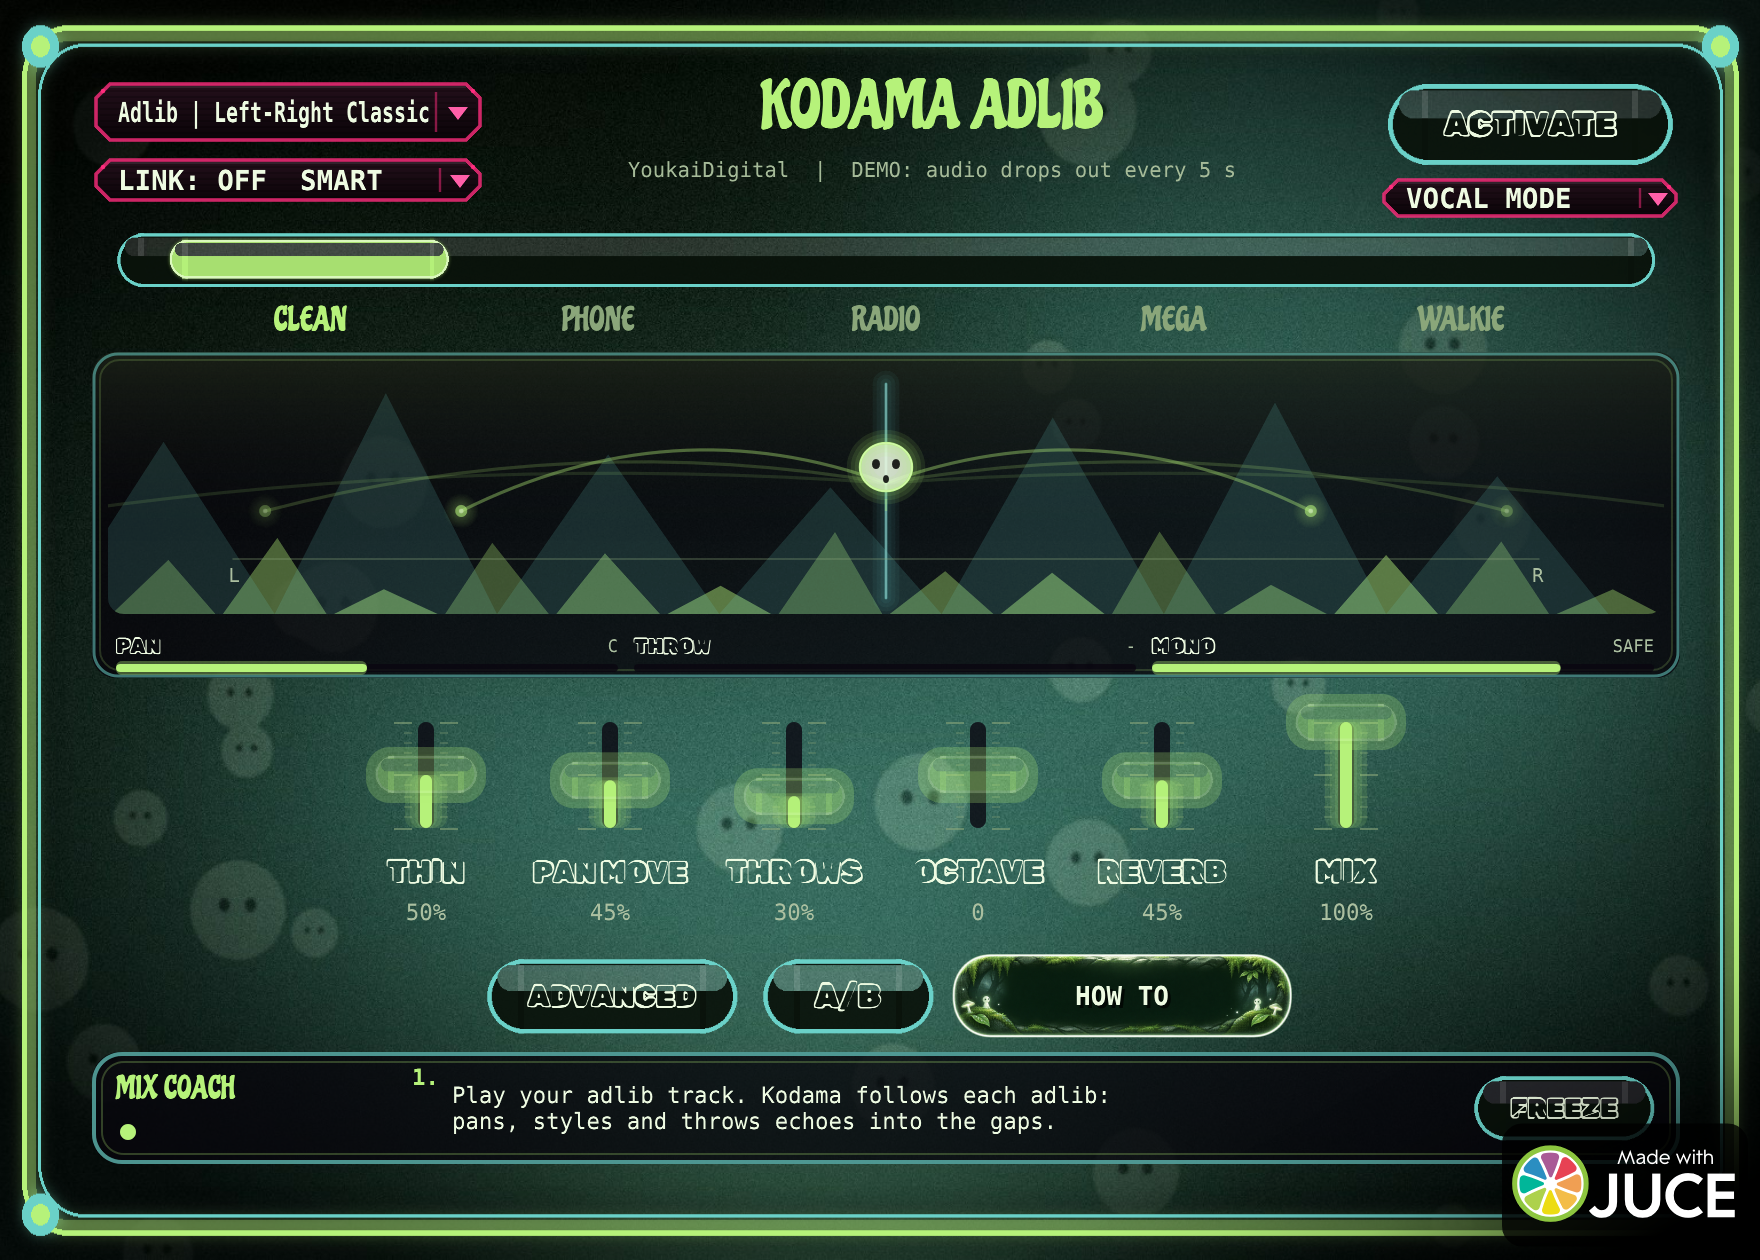 KODAMA ADLIB
Adlib | Left-Right Classic
ACTIVATE
YoukaiDigital | DEMO: audio drops out every 5 s
LINK: OFF SMART
VOCAL MODE
CLEAN PHONE RADIO MEGA WALKIE
L R
PAN C THROW - MONO SAFE
THIN PAN MOVE THROWS OCTAVE REVERB MIX
50% 45% 30% 0 45% 100%
ADVANCED A/B HOW TO
MIX COACH
1. Play your adlib track. Kodama follows each adlib:
pans, styles and throws echoes into the gaps.
FREEZE
Made with
JUCE